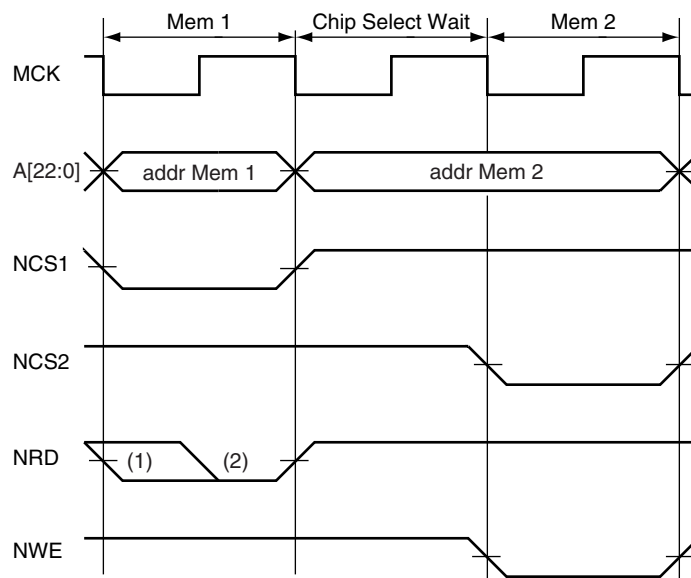 Mem 1 Chip Select Wait Mem 2
MCK
A[22:0] addr Mem 1 addr Mem 2
NCS1
NCS2
NRD (1) (2)
NWE